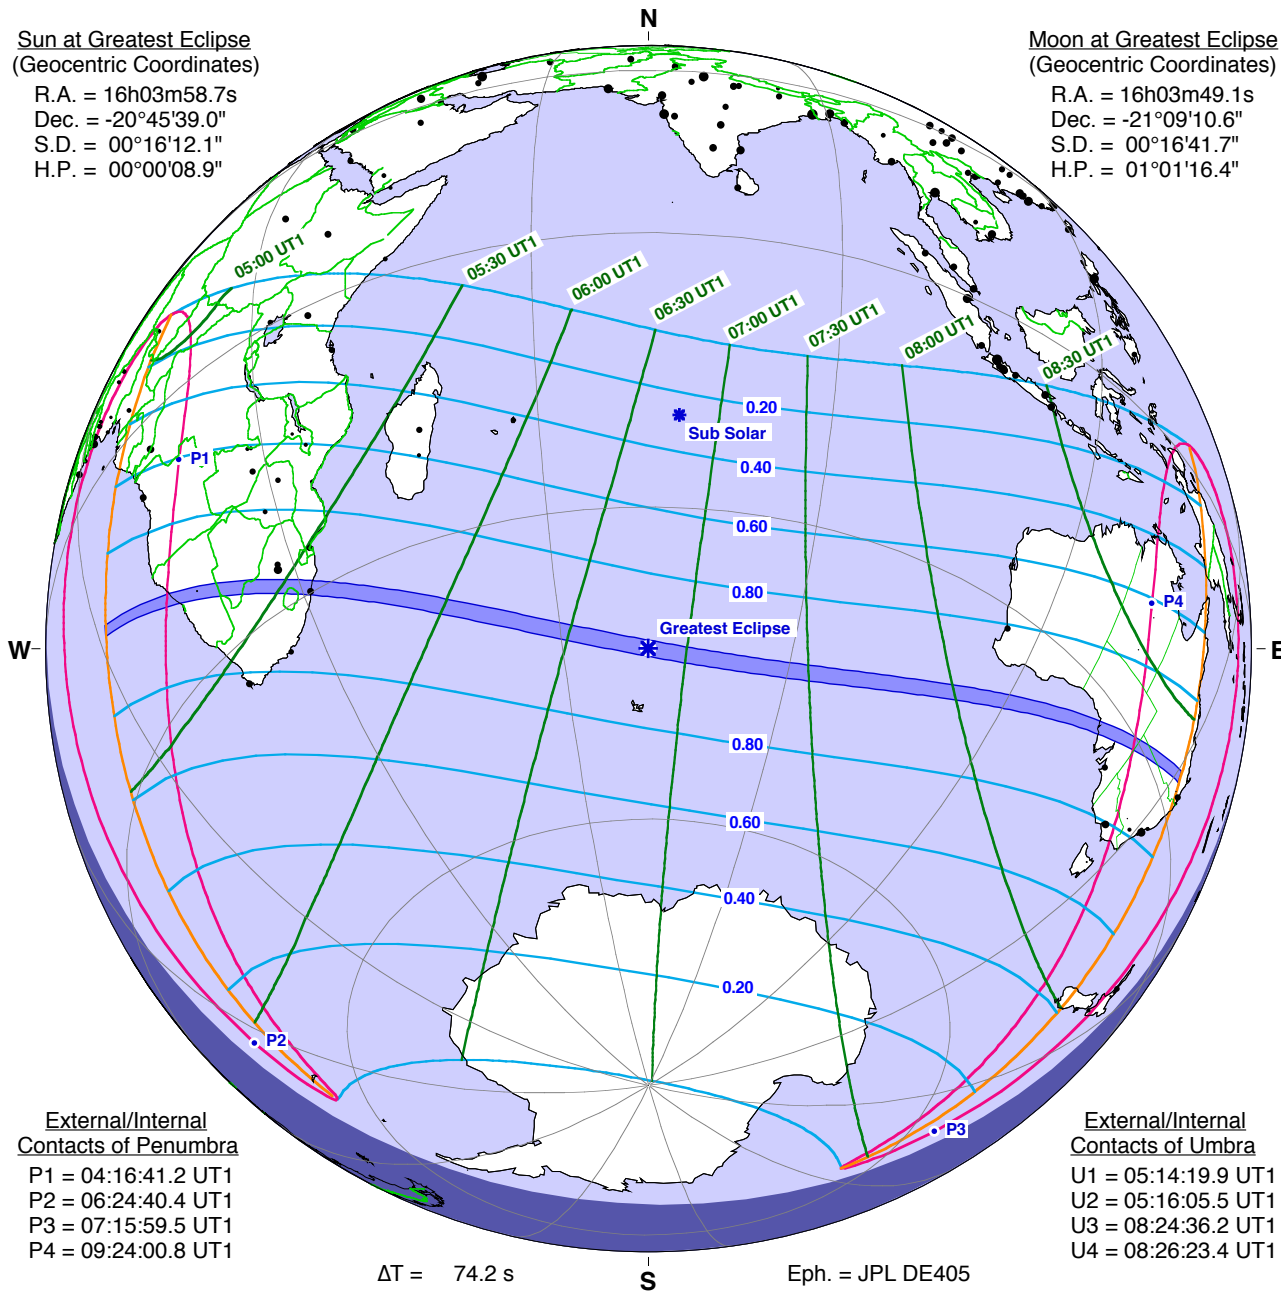 N
Sun at Greatest Eclipse
(Geocentric Coordinates)
R.A. = 16h03m58.7s
Dec. = -20°45'39.0"
S.D. = 00°16'12.1"
H.P. = 00°00'08.9"
Moon at Greatest Eclipse
(Geocentric Coordinates)
R.A. = 16h03m49.1s
Dec. = -21°09'10.6"
S.D. = 00°16'41.7"
H.P. = 01°01'16.4"
05:00 UT1
05:30 UT1
06:00 UT1
06:30 UT1
07:00 UT1
07:30 UT1
08:00 UT1
08:30 UT1
0.20
Sub Solar
P1
0.40
0.60
0.80
P4
Greatest Eclipse
W
E
0.80
0.60
0.40
0.20
P2
P3
External/Internal
Contacts of Penumbra
P1 = 04:16:41.2 UT1
P2 = 06:24:40.4 UT1
P3 = 07:15:59.5 UT1
P4 = 09:24:00.8 UT1
External/Internal
Contacts of Umbra
U1 = 05:14:19.9 UT1
U2 = 05:16:05.5 UT1
U3 = 08:24:36.2 UT1
U4 = 08:26:23.4 UT1
ΔT = 74.2 s
S
Eph. = JPL DE405